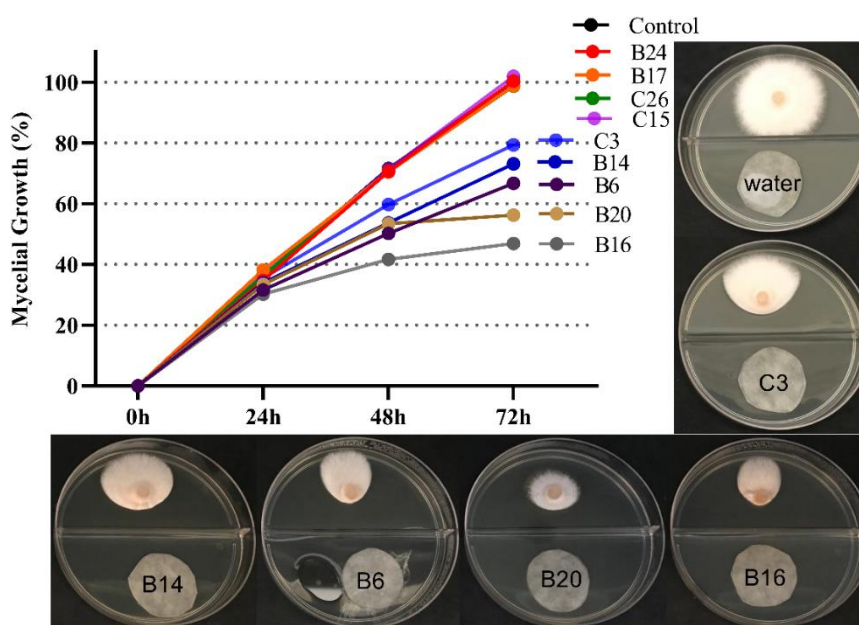 Control
B24
B17
C26
C15
C3
B14
B6
B20
B16
Mycelial Growth (%)
100
80
60
40
20
0
0h
24h
48h
72h
water
C3
B14
B6
B20
B16